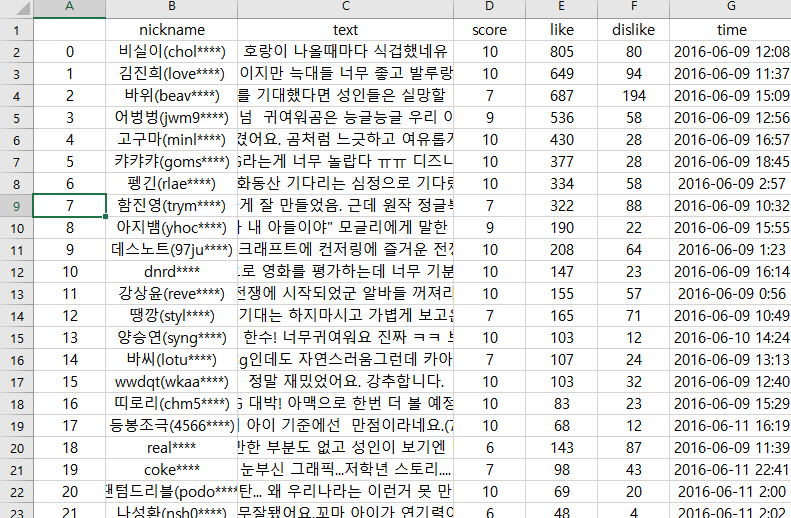 A B C D E F G
1 nickname text score like dislike time
2 0 비실이(chol****) 호랑이 나올때마다 식겁했네유 10 805 80 2016-06-09 12:08
3 1 김진희(love****) 이지만 늑대들 너무 좋고 발루랑 10 649 94 2016-06-09 11:37
4 2 바위(beav****) 를 기대했다면 성인들은 실망할 7 687 194 2016-06-09 15:09
5 3 어벙벙(jwm9****) 넘 귀여워곰은 능글능글 우리 이 9 536 58 2016-06-09 12:56
6 4 고구마(minl****) 겼어요. 곰처럼 느긋하고 여유롭게 10 430 28 2016-06-09 16:57
7 5 캬캬캬(goms****) 라는게 너무 놀랍다 ㅠㅠ 디즈니 10 377 28 2016-06-09 18:45
8 6 펭긴(rlae****) 화동산 기다리는 심정으로 기다렸 10 334 58 2016-06-09 2:57
9 7 함진영(trym****) 게 잘 만들었음. 근데 원작 정글북 7 322 88 2016-06-09 10:32
10 8 아지뱀(yhoc****) 내 아들이야" 모글리에게 말한 9 190 22 2016-06-09 15:55
11 9 데스노트(97ju****) 크래프트에 컨저링에 즐거운 전쟁 10 208 64 2016-06-09 1:23
12 10 dnrd**** 로 영화를 평가하는데 너무 기분 10 147 23 2016-06-09 16:14
13 11 강상윤(reve****) 전쟁에 시작되었군 알바들 꺼져라 10 155 57 2016-06-09 0:56
14 12 땡깡(styl****) 기대는 하지마시고 가볍게 보고 7 165 71 2016-06-09 10:49
15 13 양승연(syng****) 한수! 너무귀여워요 진짜 ㅋㅋ 10 103 12 2016-06-10 14:24
16 14 바씨(lotu****) g인데도 자연스러움그런데 카아 7 107 24 2016-06-09 13:13
17 15 wwdqt(wkaa****) 정말 재밌었어요. 강추합니다. 10 103 32 2016-06-09 12:40
18 16 띠로리(chm5****) 대박! 아맥으로 한번 더 볼 예정 10 83 23 2016-06-09 15:29
19 17 등봉조극(4566****) 아이 기준에선 만점이라네요.(7 10 68 12 2016-06-11 16:19
20 18 real**** 만한 부분도 없고 성인이 보기엔 6 143 87 2016-06-09 11:39
21 19 coke**** 눈부신 그래픽...저학년 스토리.... 7 98 43 2016-06-11 22:41
22 20 랜텀드리블(podo**** 탄... 왜 우리나라는 이런거 못 만 10 69 20 2016-06-11 2:00
23 21 나성환(nsh0****) 무잘됐어요.꼬마 아이가 연기력이 6 48 4 2016-06-11 2:02